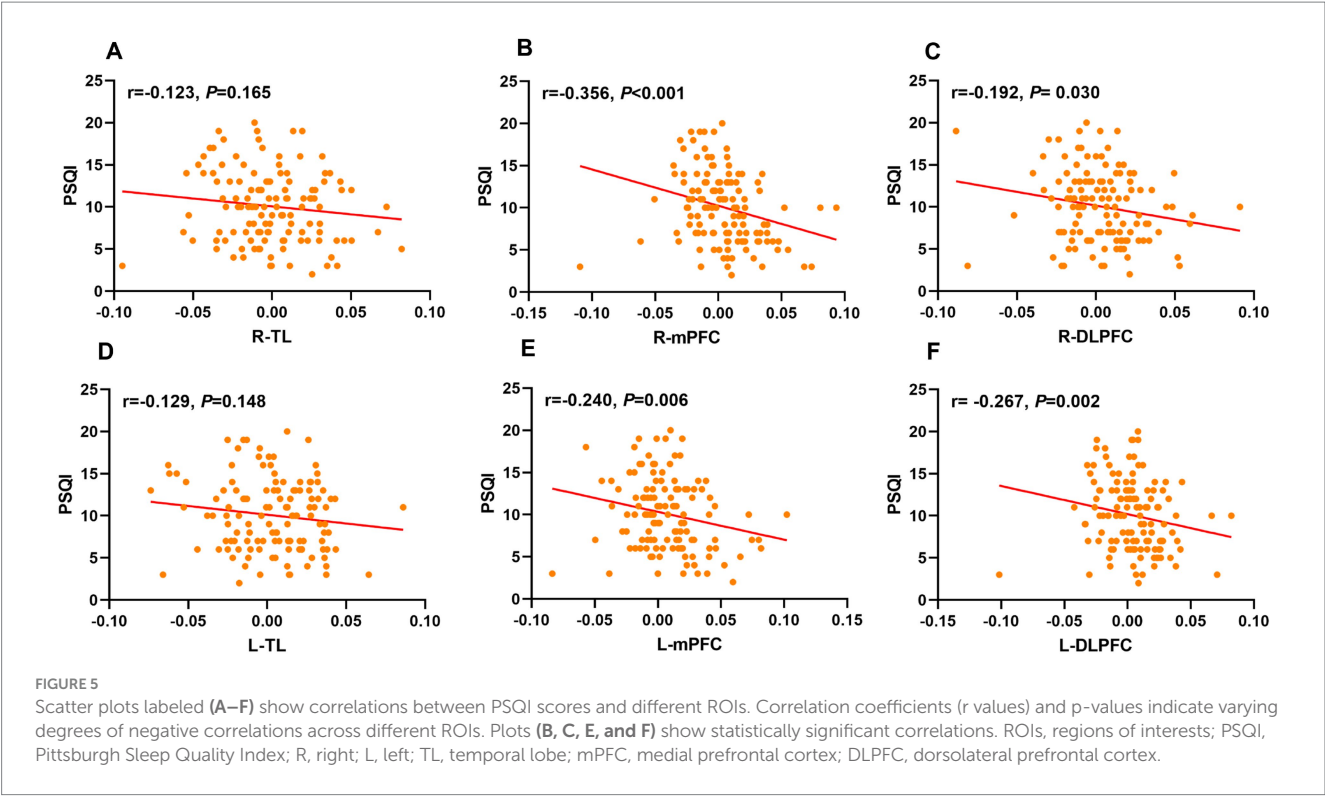 A
B
C
r=-0.123, P=0.165
r=-0.356, P<0.001
r=-0.192, P= 0.030
25
20
15
10
5
0
PSQI
-0.10 -0.05 0.00 0.05 0.10
R-TL
25
20
15
10
5
0
PSQI
-0.15 -0.10 -0.05 0.00 0.05 0.10
R-mPFC
25
20
15
10
5
0
PSQI
-0.10 -0.05 0.00 0.05 0.10
R-DLPFC
D
E
F
r=-0.129, P=0.148
r=-0.240, P=0.006
r= -0.267, P=0.002
25
20
15
10
5
0
PSQI
-0.10 -0.05 0.00 0.05 0.10
L-TL
25
20
15
10
5
0
PSQI
-0.10 -0.05 0.00 0.05 0.10 0.15
L-mPFC
25
20
15
10
5
0
PSQI
-0.15 -0.10 -0.05 0.00 0.05 0.10
L-DLPFC
FIGURE 5
Scatter plots labeled (A–F) show correlations between PSQI scores and different ROIs. Correlation coefficients (r values) and p-values indicate varying
degrees of negative correlations across different ROIs. Plots (B, C, E, and F) show statistically significant correlations. ROIs, regions of interests; PSQI,
Pittsburgh Sleep Quality Index; R, right; L, left; TL, temporal lobe; mPFC, medial prefrontal cortex; DLPFC, dorsolateral prefrontal cortex.